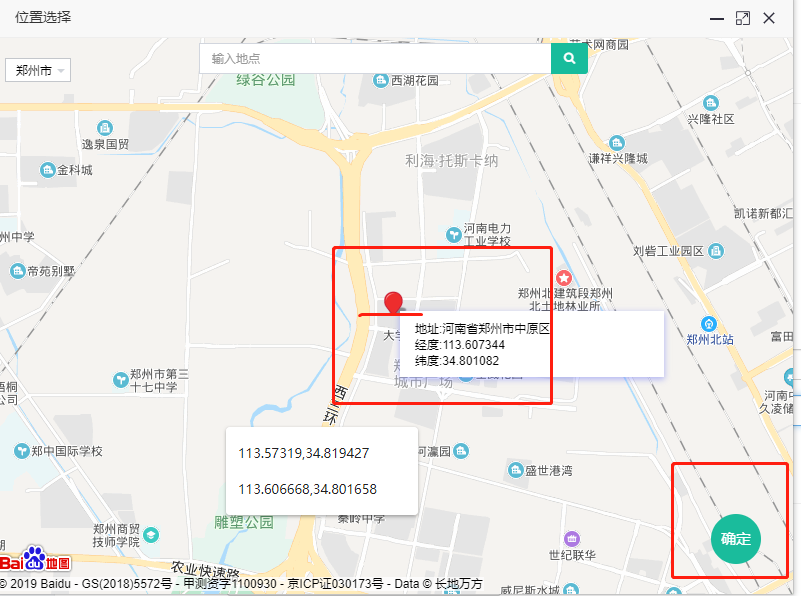 位置选择
艺术网商园
输入地点
郑州市
绿谷公园
西湖花园
兴隆社区
逸泉国贸
谦祥兴隆城
利海·托斯卡纳
金科城
凯诺新都汇
州中学
河南电力
工业学校
刘砦工业园区
帝苑别墅
郑州北建筑段郑州
北土地林业所
地址:河南省郑州市中原区
经度:113.607344
纬度:34.801082
大学
郑州北站
富田
城市广场
郑州市第三
十七中学
梧桐
公司
西三环
河南中
久凌储
113.57319,34.819427
113.606668,34.801658
郑中国际学校
河瀛园
盛世港湾
确定
雕塑公园
秦岭中学
郑州商贸
技师学院
世纪联华
Bai du 地图
农业快速路
© 2019 Baidu - GS(2018)5572号 - 甲测资字1100930 - 京ICP证030173号 - Data © 长地万方
威尼斯水城